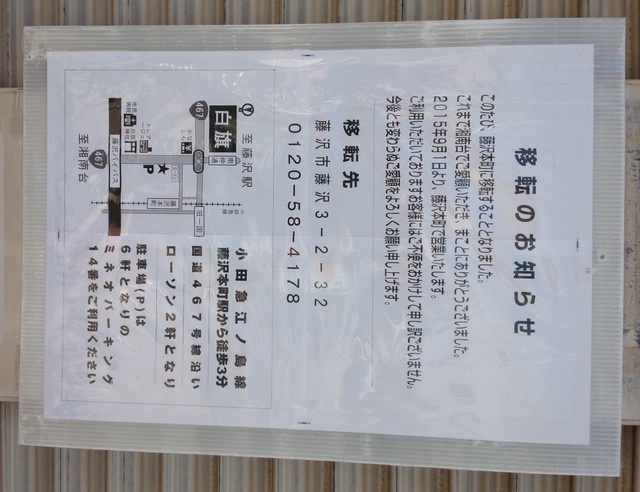 移転のお知らせ
このたび、藤沢本町に移転することとなりました。
これまで湘南台でご愛顧いただき、まことにありがとうございました。
2015年9月1日より、藤沢本町で営業いたします。
ご利用いただいておりますお客様にはご不便をおかけして申し訳ございません。
今後とも変わらぬご愛顧をよろしくお願い申し上げます。
移転先
藤沢市藤沢3-2-32
0120-58-4178
至藤沢駅
467
白旗
藤沢バイパス
P
467
至湘南台
小田急江ノ島線
藤沢本町駅から徒歩3分
国道467号線沿い
ローソン2軒となり
駐車場(P)は
6軒となりの
ミネオパーキング
14番をご利用ください